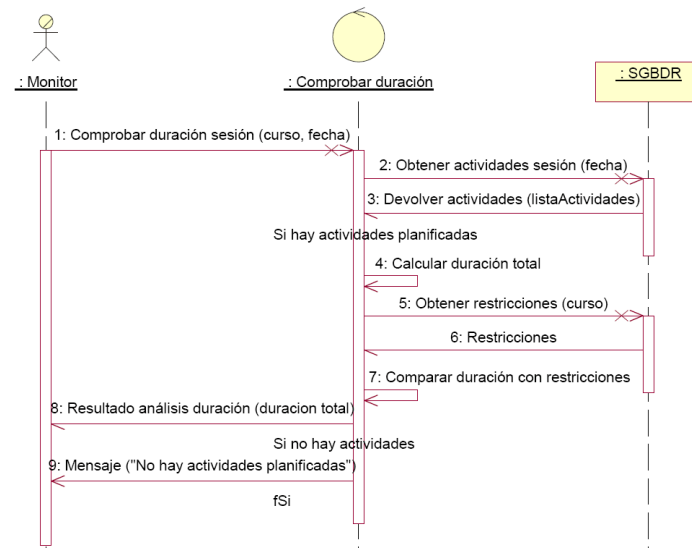 : Monitor
: Comprobar duración
: SGBDR
1: Comprobar duración sesión (curso, fecha)
2: Obtener actividades sesión (fecha)
3: Devolver actividades (listaActividades)
Si hay actividades planificadas
4: Calcular duración total
5: Obtener restricciones (curso)
6: Restricciones
7: Comparar duración con restricciones
8: Resultado análisis duración (duracion total)
Si no hay actividades
9: Mensaje ("No hay actividades planificadas")
fSi